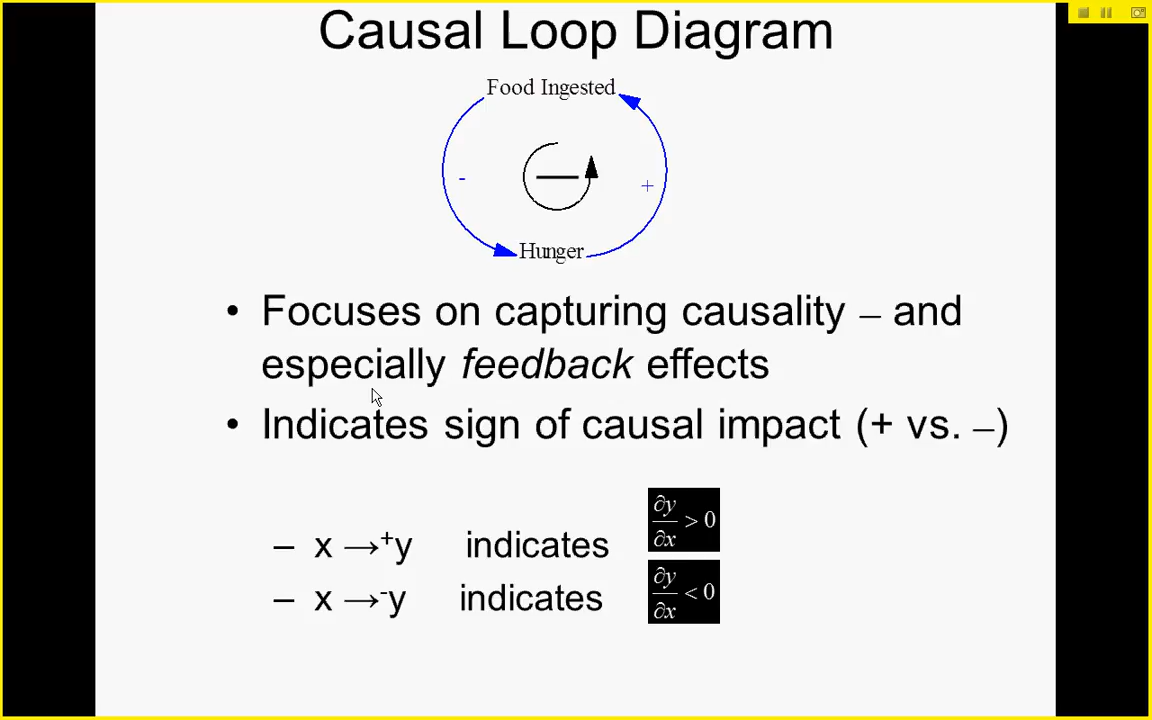 Causal Loop Diagram
Food Ingested
- +
Hunger
• Focuses on capturing causality – and
especially feedback effects
• Indicates sign of causal impact (+ vs. –)
– x →⁺y indicates ∂y/∂x > 0
– x →⁻y indicates ∂y/∂x < 0